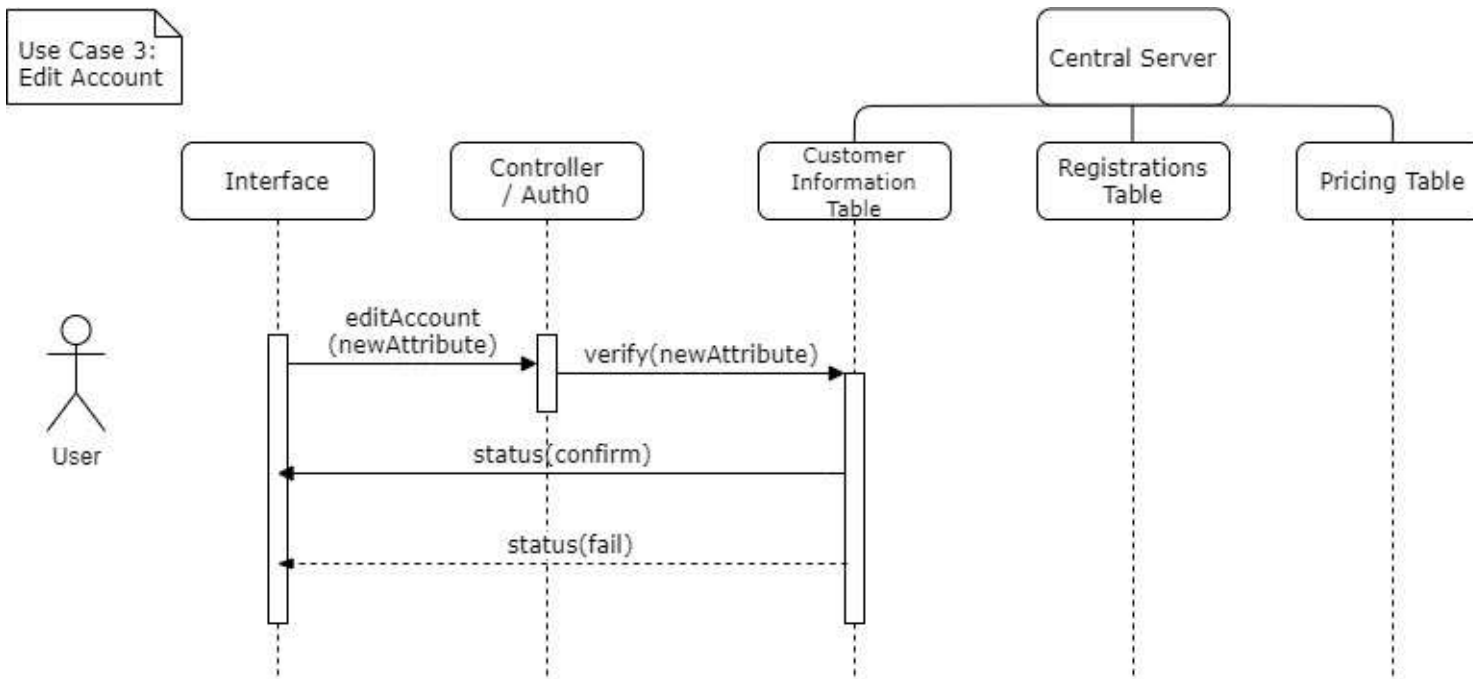 Use Case 3:
Edit Account
Central Server
Interface
Controller
/ Auth0
Customer
Information
Table
Registrations
Table
Pricing Table
editAccount
(newAttribute)
verify(newAttribute)
User
status(confirm)
status(fail)